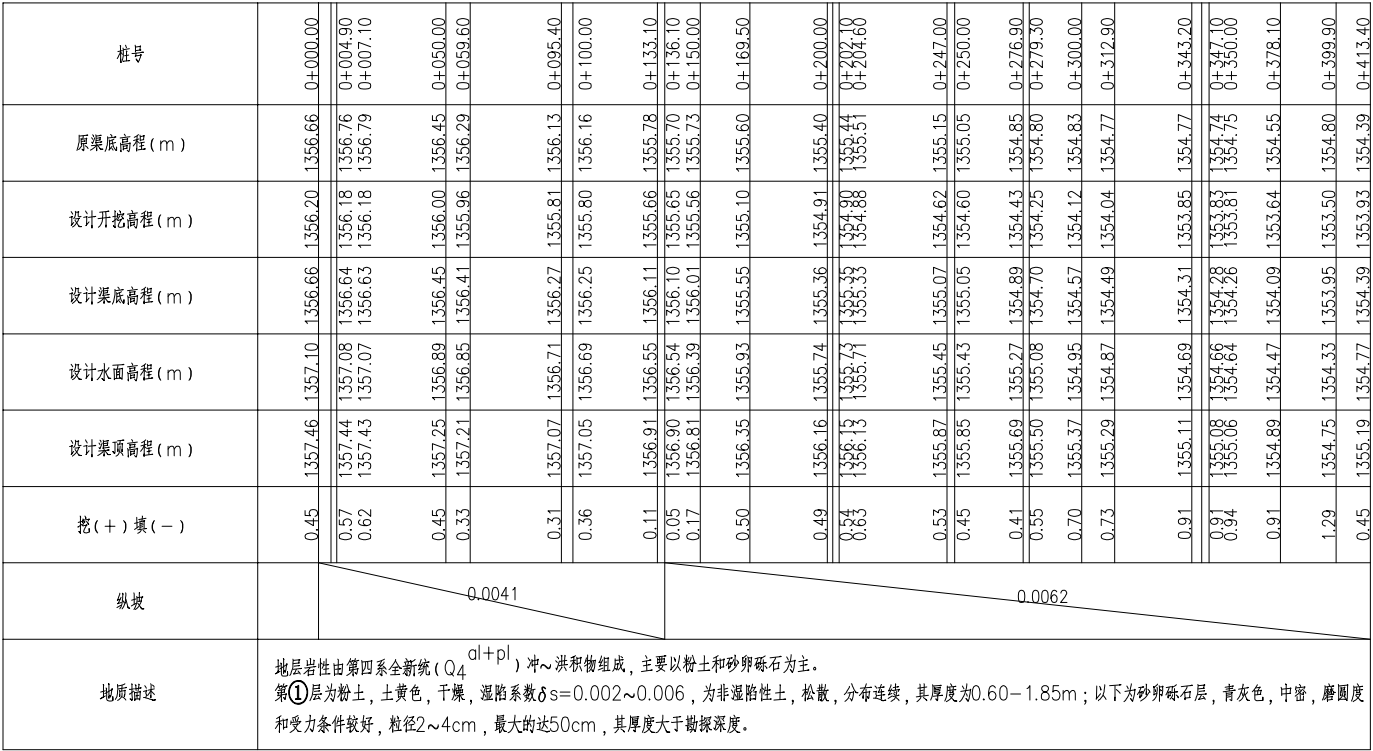 桩号 0+000.00 0+004.90 0+007.10 0+050.00 0+059.60 0+095.40 0+100.00 0+133.10 0+136.10 0+150.00 0+169.50 0+200.00 0+202.10 0+204.60 0+247.00 0+250.00 0+276.90 0+279.30 0+300.00 0+312.90 0+343.20 0+347.10 0+350.00 0+378.10 0+399.90 0+413.40
原渠底高程(m) 1356.66 1356.76 1356.79 1356.45 1356.29 1356.13 1356.16 1355.78 1355.70 1355.73 1355.60 1355.40 1355.44 1355.51 1355.15 1355.05 1354.85 1354.80 1354.83 1354.77 1354.77 1354.74 1354.75 1354.55 1354.80 1354.39
设计开挖高程(m) 1356.20 1356.18 1356.18 1356.00 1355.96 1355.81 1355.80 1355.66 1355.65 1355.56 1355.10 1354.91 1354.90 1354.88 1354.62 1354.60 1354.43 1354.25 1354.12 1354.04 1353.85 1353.83 1353.81 1353.64 1353.50 1353.93
设计渠底高程(m) 1356.66 1356.64 1356.63 1356.45 1356.41 1356.27 1356.25 1356.11 1356.10 1356.01 1355.55 1355.36 1355.35 1355.33 1355.07 1355.05 1354.89 1354.70 1354.57 1354.49 1354.31 1354.28 1354.26 1354.09 1353.95 1354.39
设计水面高程(m) 1357.10 1357.08 1357.07 1356.89 1356.85 1356.71 1356.69 1356.55 1356.54 1356.39 1355.93 1355.74 1355.73 1355.71 1355.45 1355.43 1355.27 1355.08 1354.95 1354.87 1354.69 1354.66 1354.64 1354.47 1354.33 1354.77
设计渠顶高程(m) 1357.46 1357.44 1357.43 1357.25 1357.21 1357.07 1357.05 1356.91 1356.90 1356.81 1356.35 1356.16 1356.15 1356.13 1355.87 1355.85 1355.69 1355.50 1355.37 1355.29 1355.11 1355.08 1355.06 1354.89 1354.75 1355.19
挖(+)填(-) 0.45 0.57 0.62 0.45 0.33 0.31 0.36 0.11 0.05 0.17 0.50 0.49 0.54 0.63 0.53 0.45 0.41 0.55 0.70 0.73 0.91 0.91 0.94 0.91 1.29 0.45
纵坡 0.0041 0.0062
地质描述
地层岩性由第四系全新统(Q4al+pl)冲~洪积物组成,主要以粉土和砂卵砾石为主。
第①层为粉土,土黄色,干燥,湿陷系数δs=0.002~0.006,为非湿陷性土,松散,分布连续,其厚度为0.60-1.85m;以下为砂卵砾石层,青灰色,中密,磨圆度
和受力条件较好,粒径2~4cm,最大的达50cm,其厚度大于勘探深度。